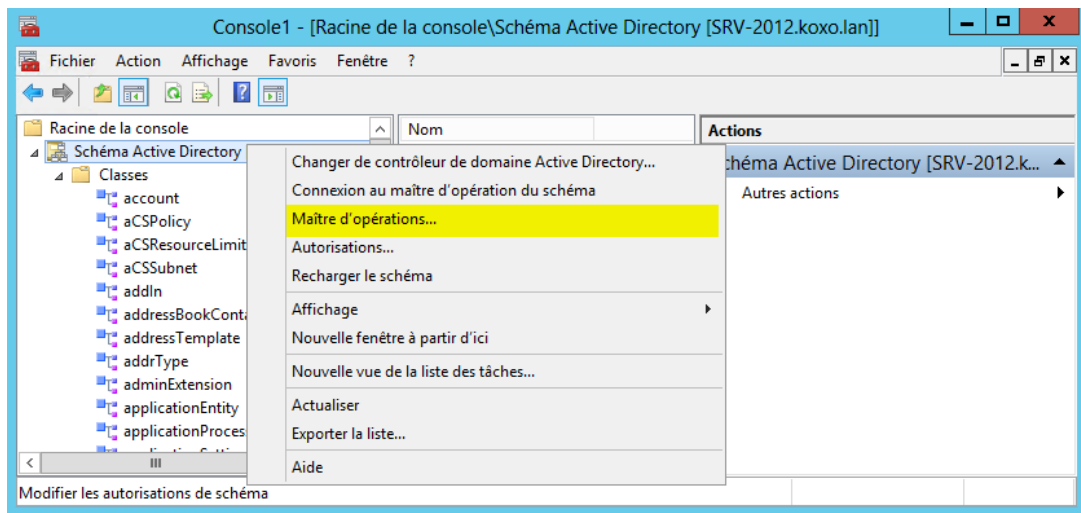 Console1 - [Racine de la console\Schéma Active Directory [SRV-2012.koxo.lan]]
Fichier Action Affichage Favoris Fenêtre ?
Racine de la console
Nom
Actions
Schéma Active Directory
chéma Active Directory [SRV-2012.k...
Autres actions
Classes
account
aCSPolicy
aCSResourceLimit
aCSSubnet
addIn
addressBookCont
addressTemplate
addrType
adminExtension
applicationEntity
applicationProces
Changer de contrôleur de domaine Active Directory...
Connexion au maître d'opération du schéma
Maître d'opérations...
Autorisations...
Recharger le schéma
Affichage
Nouvelle fenêtre à partir d'ici
Nouvelle vue de la liste des tâches...
Actualiser
Exporter la liste...
Aide
Modifier les autorisations de schéma